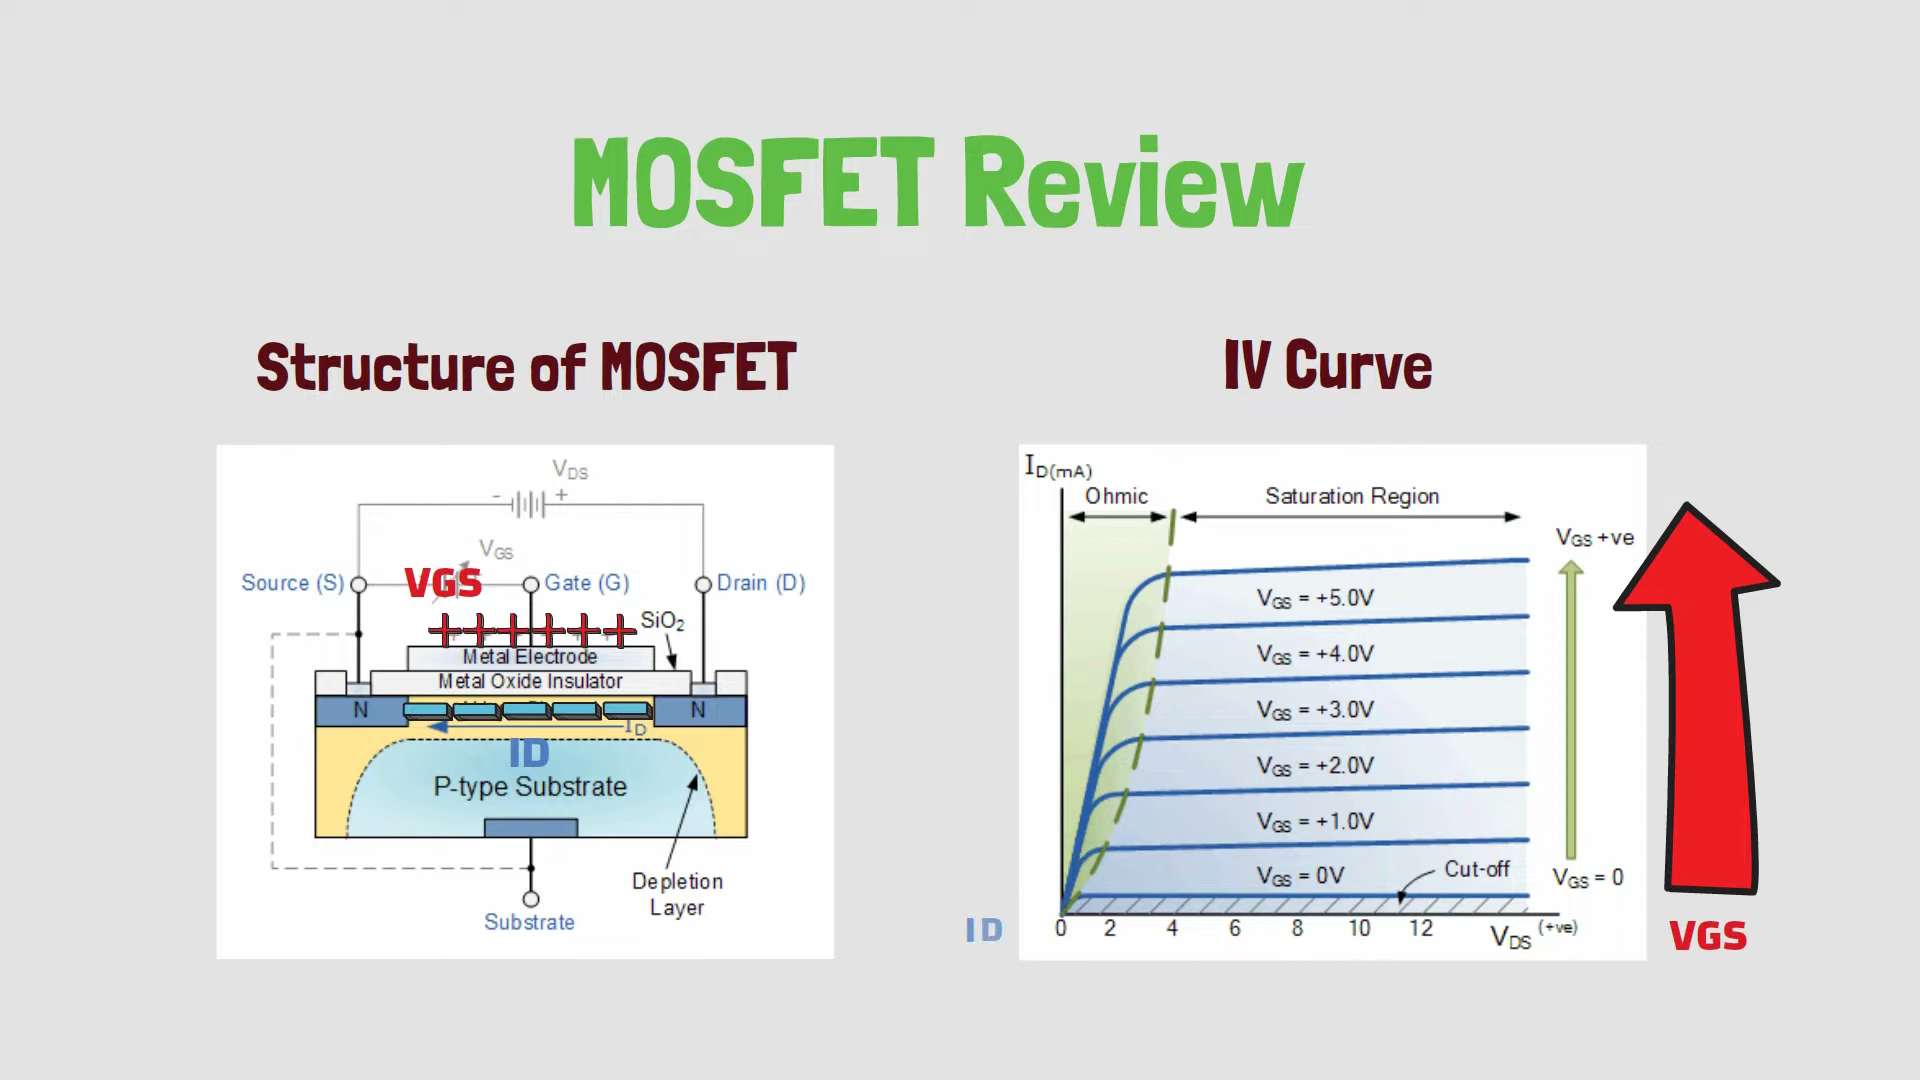 MOSFET Review
Structure of MOSFET
IV Curve
VDS
- +
VGS
VGS
Source (S)
Gate (G)
Drain (D)
++++++
SiO2
Metal Electrode
Metal Oxide Insulator
N
N
ID
ID
P-type Substrate
Depletion
Layer
Substrate
ID(mA)
Ohmic
Saturation Region
VGS +ve
VGS = +5.0V
VGS = +4.0V
VGS = +3.0V
VGS = +2.0V
VGS = +1.0V
VGS = 0V
Cut-off
VGS = 0
0 2 4 6 8 10 12
VDS (+ve)
ID
VGS